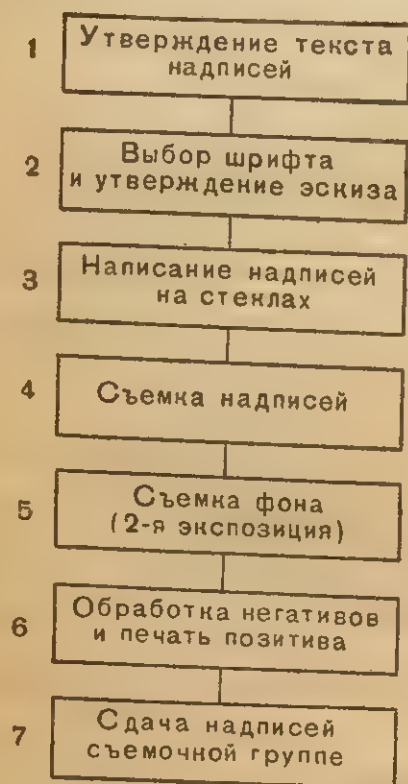 1
Утверждение текста
надписей
2
Выбор шрифта
и утверждение эскиза
3
Написание надписей
на стеклах
4
Съемка надписей
5
Съемка фона
(2-я экспозиция)
6
Обработка негативов
и печать позитива
7
Сдача надписей
съемочной группе